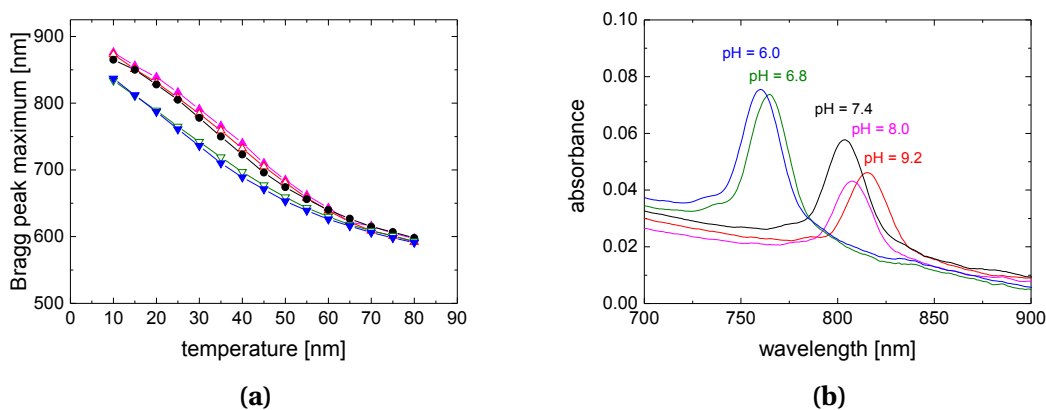 900
800
700
600
500
Bragg peak maximum [nm]
0 10 20 30 40 50 60 70 80 90
temperature [nm]
(a)
0.10
0.08
0.06
0.04
0.02
0.00
absorbance
pH = 6.0
pH = 6.8
pH = 7.4
pH = 8.0
pH = 9.2
700 750 800 850 900
wavelength [nm]
(b)